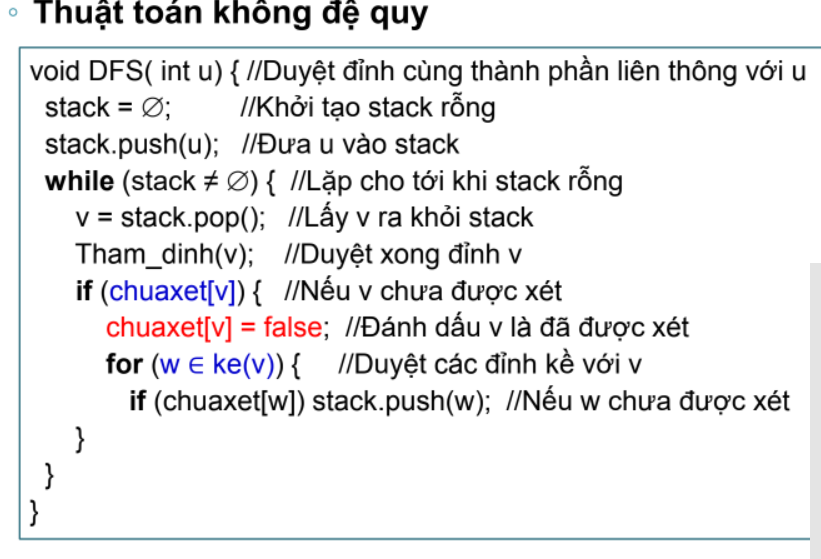 ◦ Thuật toán không đệ quy
void DFS( int u) { //Duyệt đỉnh cùng thành phần liên thông với u
stack = ∅; //Khởi tạo stack rỗng
stack.push(u); //Đưa u vào stack
while (stack ≠ ∅) { //Lặp cho tới khi stack rỗng
v = stack.pop(); //Lấy v ra khỏi stack
Tham_dinh(v); //Duyệt xong đỉnh v
if (chuaxet[v]) { //Nếu v chưa được xét
chuaxet[v] = false; //Đánh dấu v là đã được xét
for (w ∈ ke(v)) { //Duyệt các đỉnh kề với v
if (chuaxet[w]) stack.push(w); //Nếu w chưa được xét
}
}
}